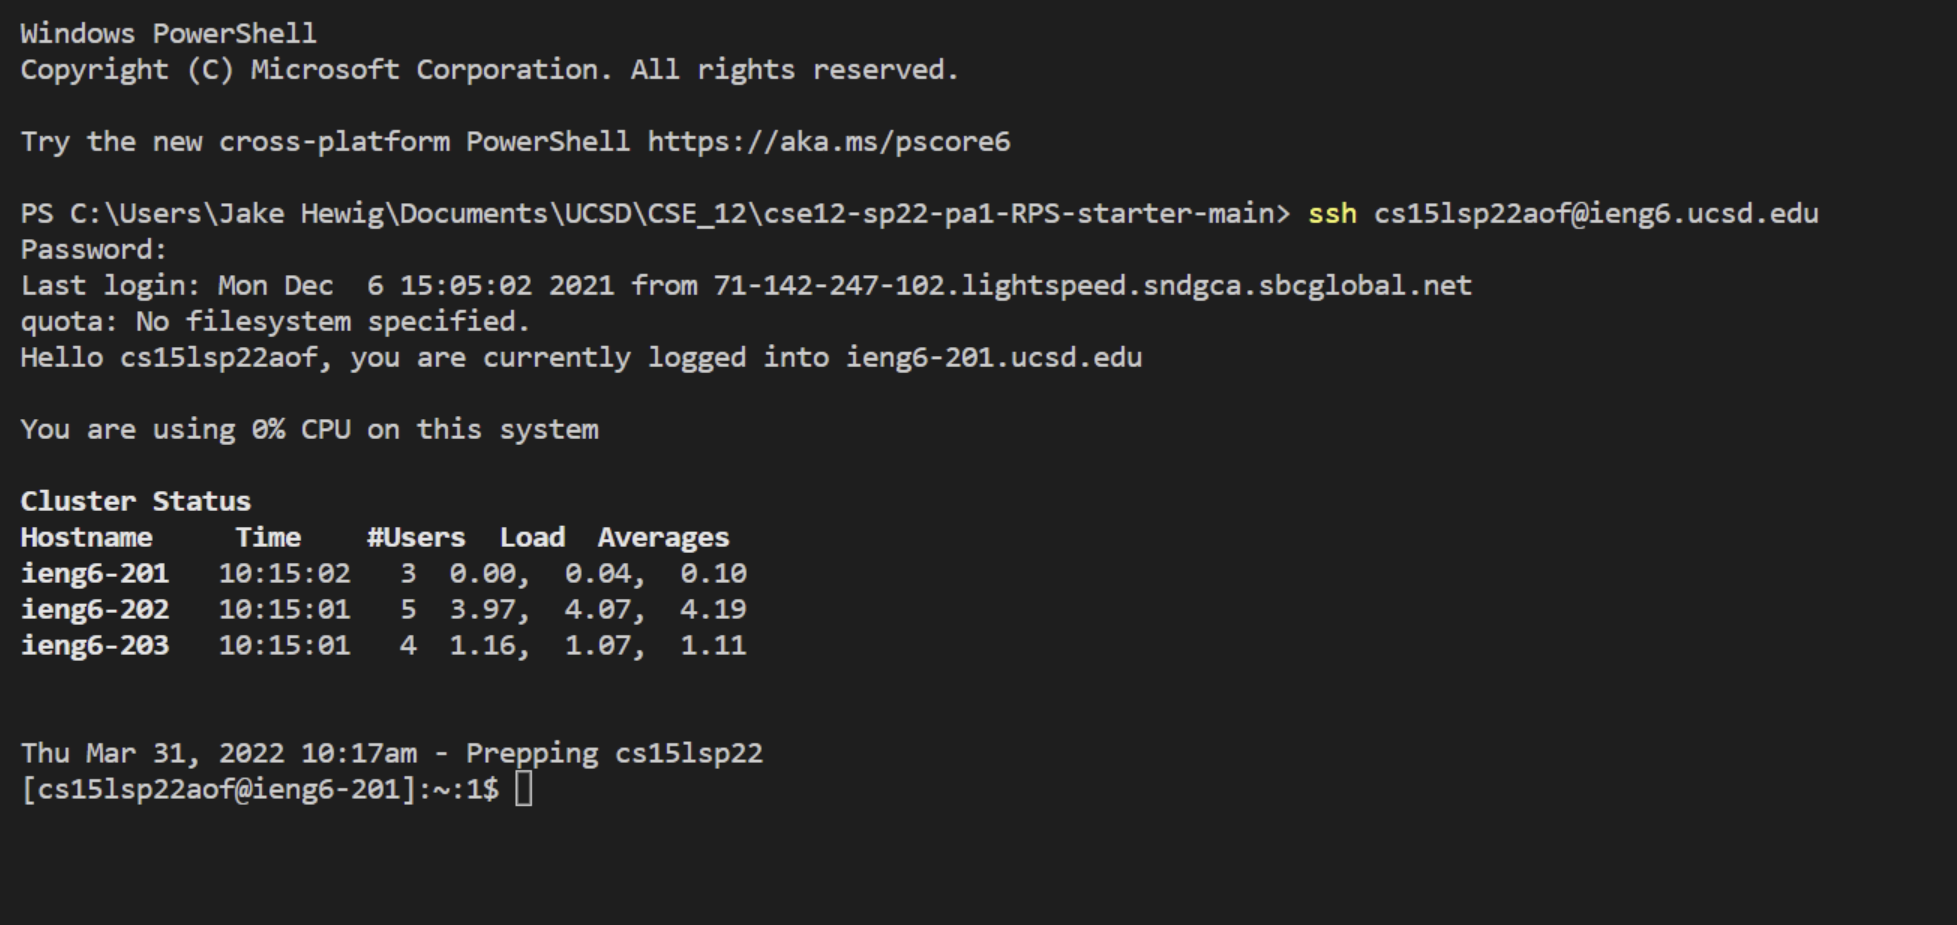 Windows PowerShell
Copyright (C) Microsoft Corporation. All rights reserved.
Try the new cross-platform PowerShell https://aka.ms/pscore6
PS C:\Users\Jake Hewig\Documents\UCSD\CSE_12\cse12-sp22-pa1-RPS-starter-main> ssh cs15lsp22aof@ieng6.ucsd.edu
Password:
Last login: Mon Dec  6 15:05:02 2021 from 71-142-247-102.lightspeed.sndgca.sbcglobal.net
quota: No filesystem specified.
Hello cs15lsp22aof, you are currently logged into ieng6-201.ucsd.edu
You are using 0% CPU on this system
Cluster Status
Hostname     Time    #Users  Load  Averages
ieng6-201   10:15:02   3  0.00,  0.04,  0.10
ieng6-202   10:15:01   5  3.97,  4.07,  4.19
ieng6-203   10:15:01   4  1.16,  1.07,  1.11
Thu Mar 31, 2022 10:17am - Prepping cs15lsp22
[cs15lsp22aof@ieng6-201]:~:1$